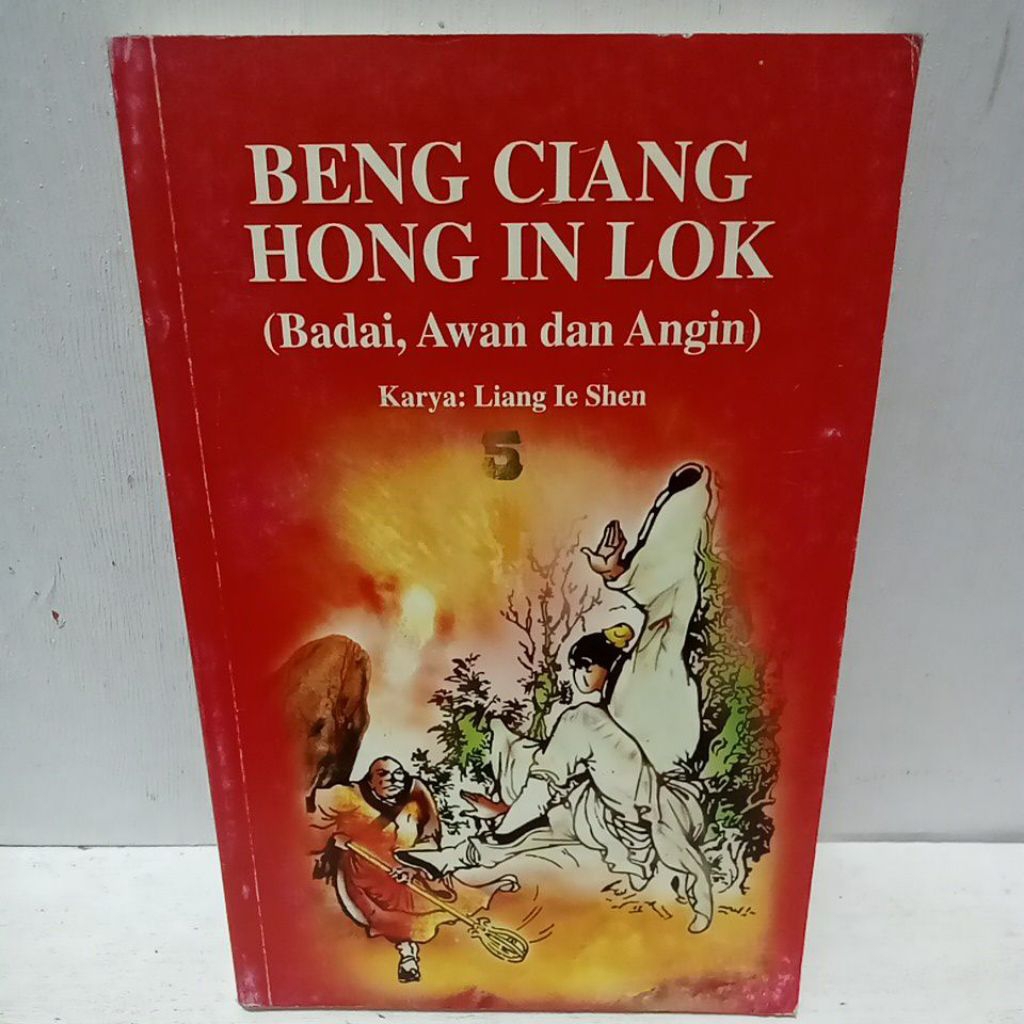 BENG CIANG
HONG IN LOK
(Badai, Awan dan Angin)
Karya: Liang Ie Shen
5